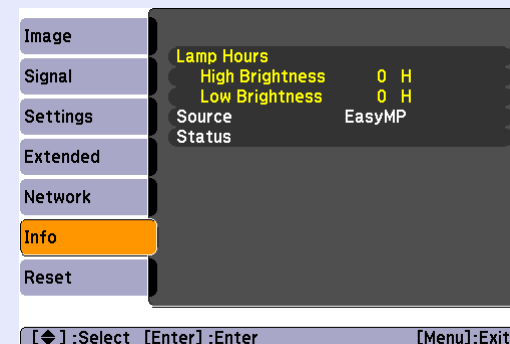 Image
Signal
Settings
Extended
Network
Info
Reset
Lamp Hours
High Brightness 0 H
Low Brightness 0 H
Source EasyMP
Status
[◆] :Select [Enter] :Enter [Menu]:Exit